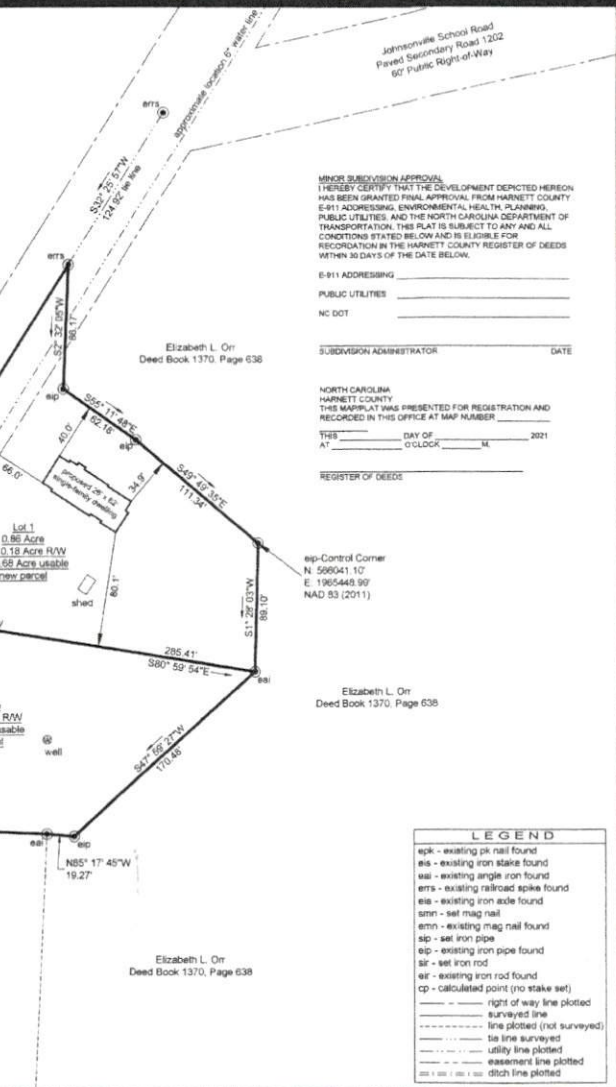 Johnsonville School Road
Paved Secondary Road 1202
60' Public Right-of-Way
approximate location 6" water line
errs
S32° 25' 57"W
124.92' tie line
errs
S2° 32' 05"W
86.17'
eip
S55° 11' 48"E
62.16'
eip
S49° 49' 35"E
111.34'
40.0'
34.9'
66.0'
proposed 26' x 62'
single-family dwelling
Elizabeth L. Orr
Deed Book 1370, Page 638
Lot 1
0.86 Acre
0.18 Acre R/W
.68 Acre usable
new parcel
shed
80.1'
S1° 28' 03"W
89.10'
eip-Control Corner
N: 566041.10'
E: 1965448.99'
NAD 83 (2011)
285.41'
S80° 59' 54"E
eai
R/W
usable
well
S47° 59' 27"W
170.48'
Elizabeth L. Orr
Deed Book 1370, Page 638
eai
eip
N85° 17' 45"W
19.27'
Elizabeth L. Orr
Deed Book 1370, Page 638
MINOR SUBDIVISION APPROVAL
I HEREBY CERTIFY THAT THE DEVELOPMENT DEPICTED HEREON
HAS BEEN GRANTED FINAL APPROVAL FROM HARNETT COUNTY
E-911 ADDRESSING, ENVIRONMENTAL HEALTH, PLANNING,
PUBLIC UTILITIES, AND THE NORTH CAROLINA DEPARTMENT OF
TRANSPORTATION. THIS PLAT IS SUBJECT TO ANY AND ALL
CONDITIONS STATED BELOW AND IS ELIGIBLE FOR
RECORDATION IN THE HARNETT COUNTY REGISTER OF DEEDS
WITHIN 30 DAYS OF THE DATE BELOW.
E-911 ADDRESSING
PUBLIC UTILITIES
NC DOT
SUBDIVISION ADMINISTRATOR DATE
NORTH CAROLINA
HARNETT COUNTY
THIS MAP/PLAT WAS PRESENTED FOR REGISTRATION AND
RECORDED IN THIS OFFICE AT MAP NUMBER
THIS DAY OF 2021
AT O'CLOCK M.
REGISTER OF DEEDS
LEGEND
epk - existing pk nail found
eis - existing iron stake found
eai - existing angle iron found
errs - existing railroad spike found
eia - existing iron axle found
smn - set mag nail
emn - existing mag nail found
sip - set iron pipe
eip - existing iron pipe found
sir - set iron rod
eir - existing iron rod found
cp - calculated point (no stake set)
right of way line plotted
surveyed line
line plotted (not surveyed)
tie line surveyed
utility line plotted
easement line plotted
ditch line plotted